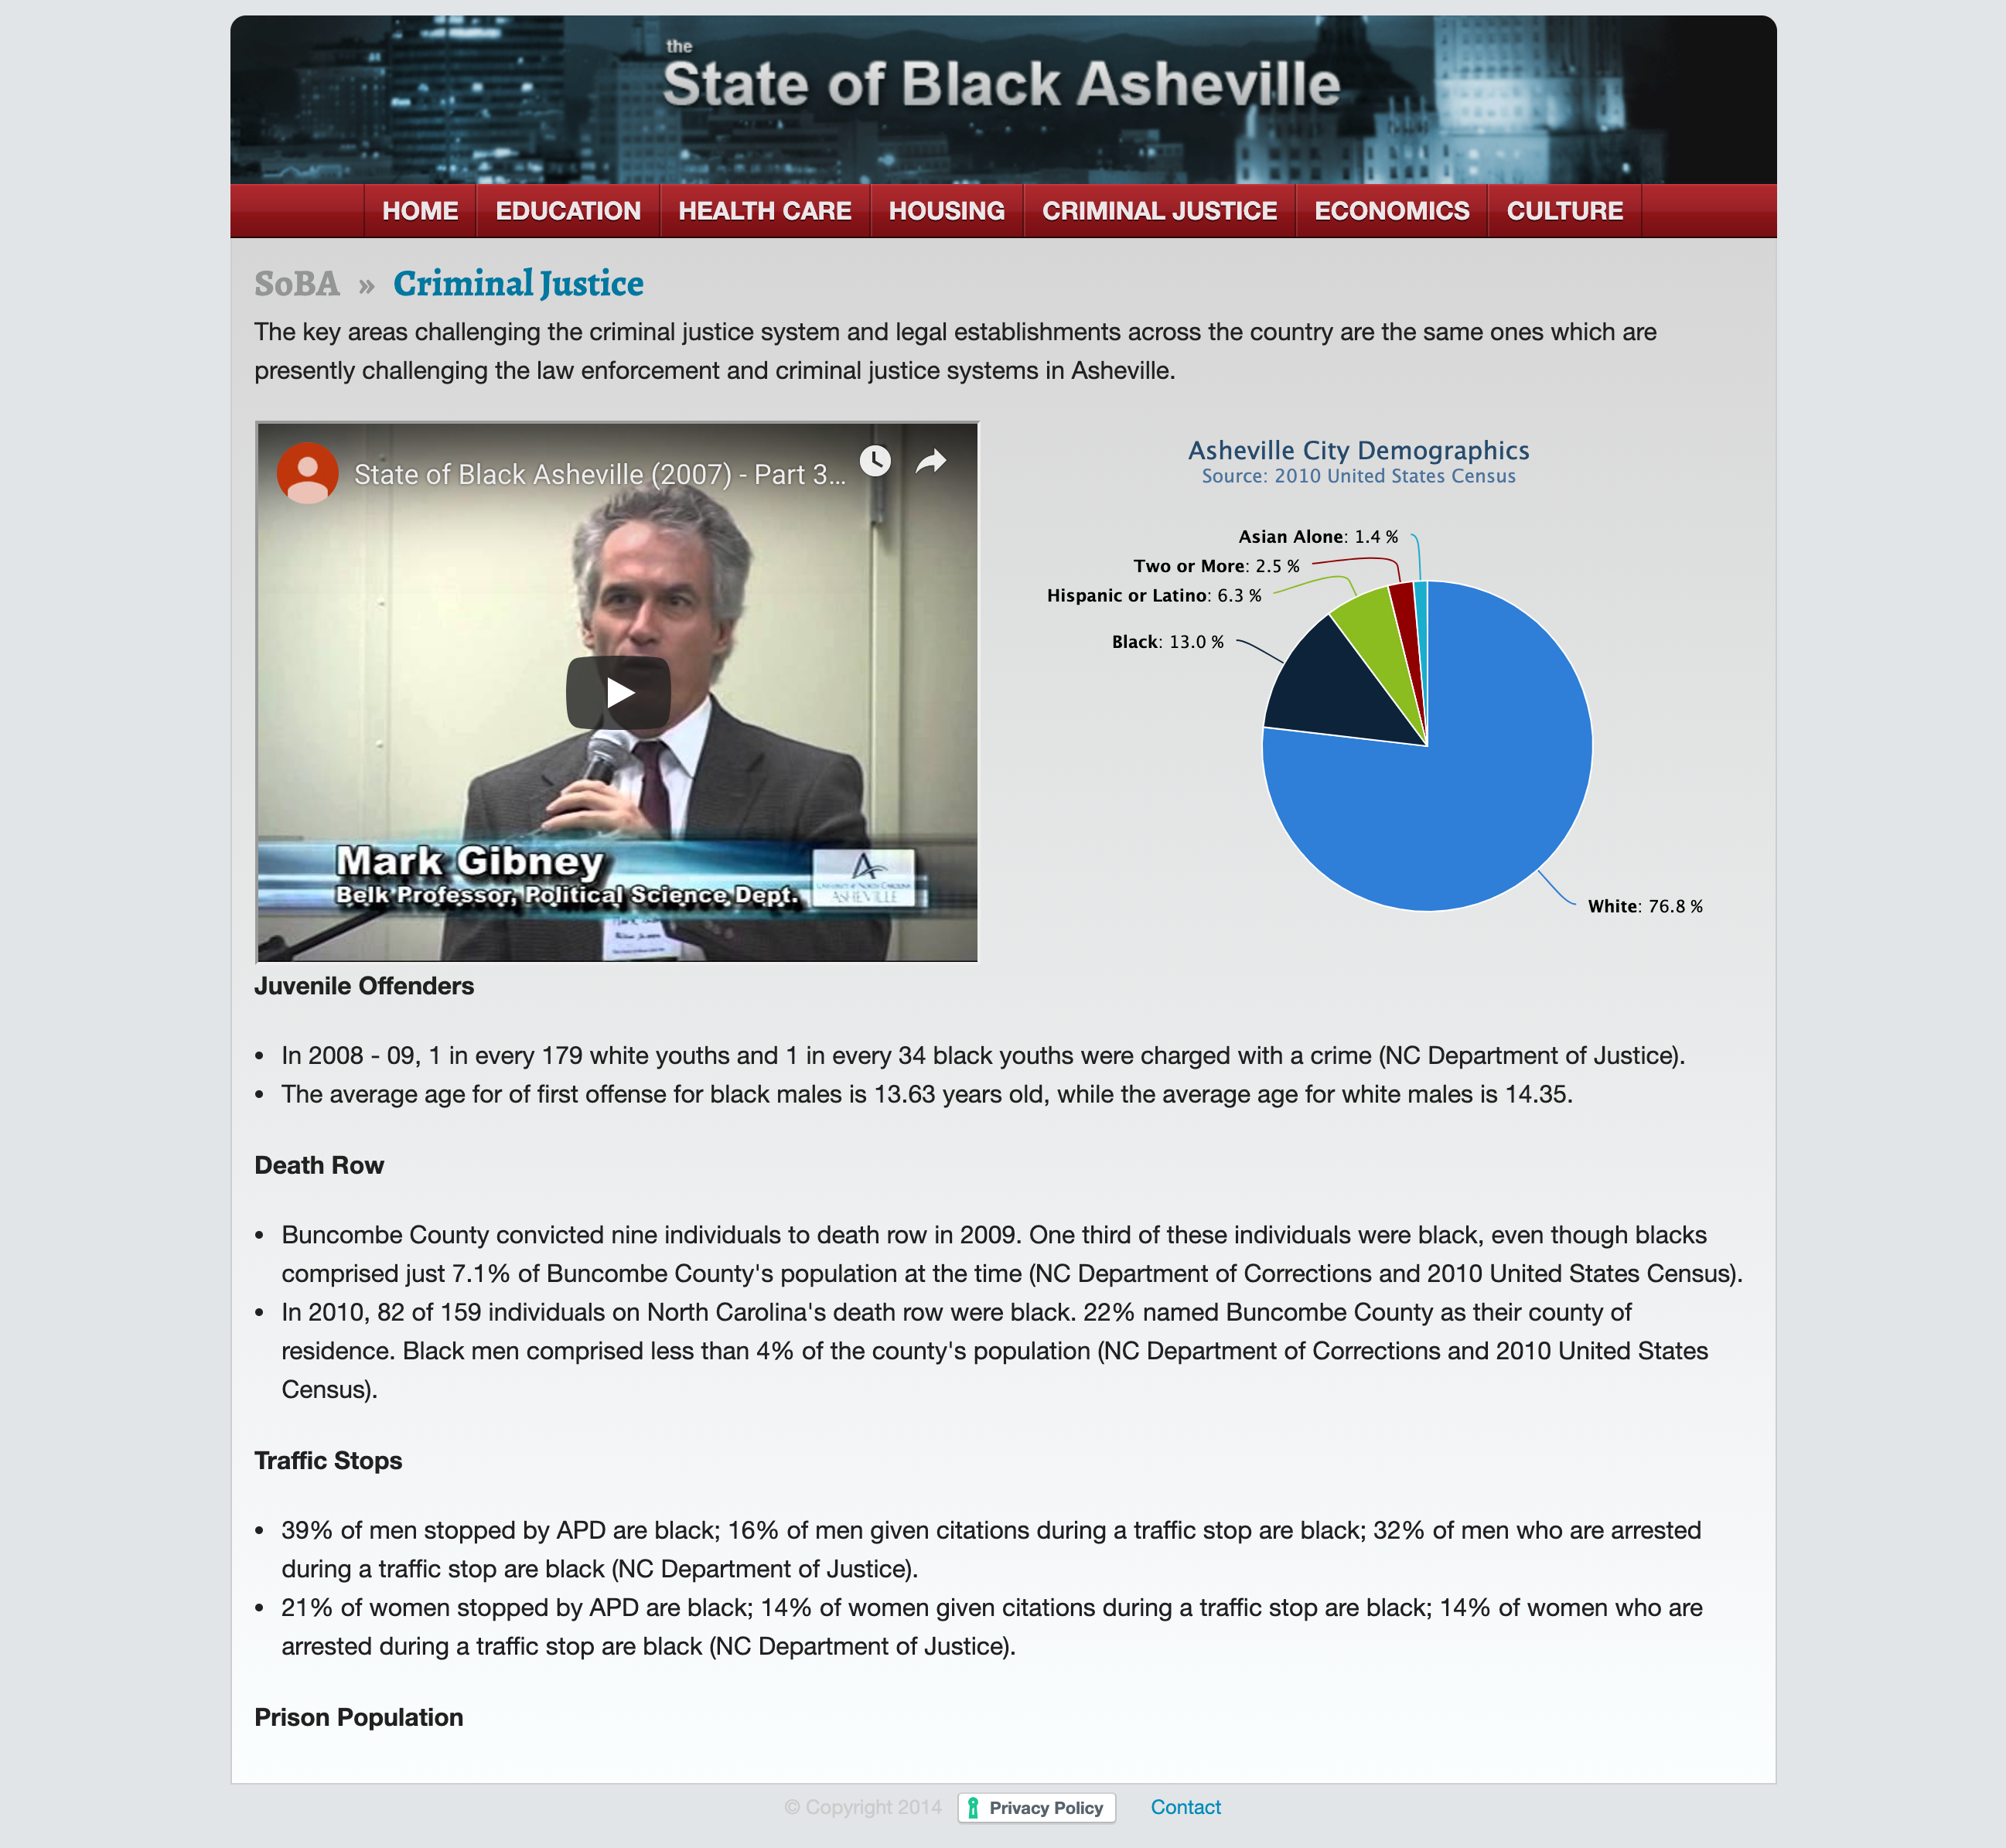 the
State of Black Asheville
HOME EDUCATION HEALTH CARE HOUSING CRIMINAL JUSTICE ECONOMICS CULTURE
SoBA » Criminal Justice
The key areas challenging the criminal justice system and legal establishments across the country are the same ones which are
presently challenging the law enforcement and criminal justice systems in Asheville.
State of Black Asheville (2007) - Part 3...
Mark Gibney
Belk Professor, Political Science Dept.
ASHEVILLE
Asheville City Demographics
Source: 2010 United States Census
Asian Alone: 1.4 %
Two or More: 2.5 %
Hispanic or Latino: 6.3 %
Black: 13.0 %
White: 76.8 %
Juvenile Offenders
• In 2008 - 09, 1 in every 179 white youths and 1 in every 34 black youths were charged with a crime (NC Department of Justice).
• The average age for of first offense for black males is 13.63 years old, while the average age for white males is 14.35.
Death Row
• Buncombe County convicted nine individuals to death row in 2009. One third of these individuals were black, even though blacks
comprised just 7.1% of Buncombe County's population at the time (NC Department of Corrections and 2010 United States Census).
• In 2010, 82 of 159 individuals on North Carolina's death row were black. 22% named Buncombe County as their county of
residence. Black men comprised less than 4% of the county's population (NC Department of Corrections and 2010 United States
Census).
Traffic Stops
• 39% of men stopped by APD are black; 16% of men given citations during a traffic stop are black; 32% of men who are arrested
during a traffic stop are black (NC Department of Justice).
• 21% of women stopped by APD are black; 14% of women given citations during a traffic stop are black; 14% of women who are
arrested during a traffic stop are black (NC Department of Justice).
Prison Population
© Copyright 2014 Privacy Policy Contact